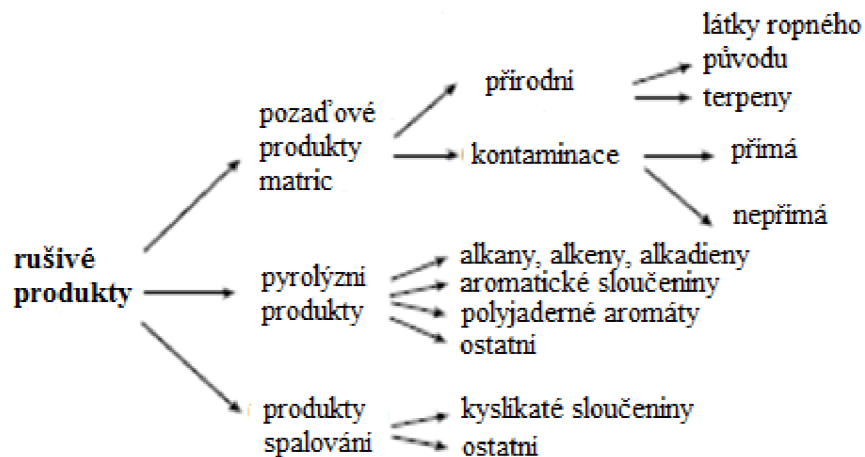 rušivé
produkty
pozaďové
produkty
matric
přírodní
látky ropného
původu
terpeny
kontaminace
přímá
nepřímá
pyrolýzní
produkty
alkany, alkeny, alkadieny
aromatické sloučeniny
polyjaderné aromáty
ostatní
produkty
spalování
kyslíkaté sloučeniny
ostatní